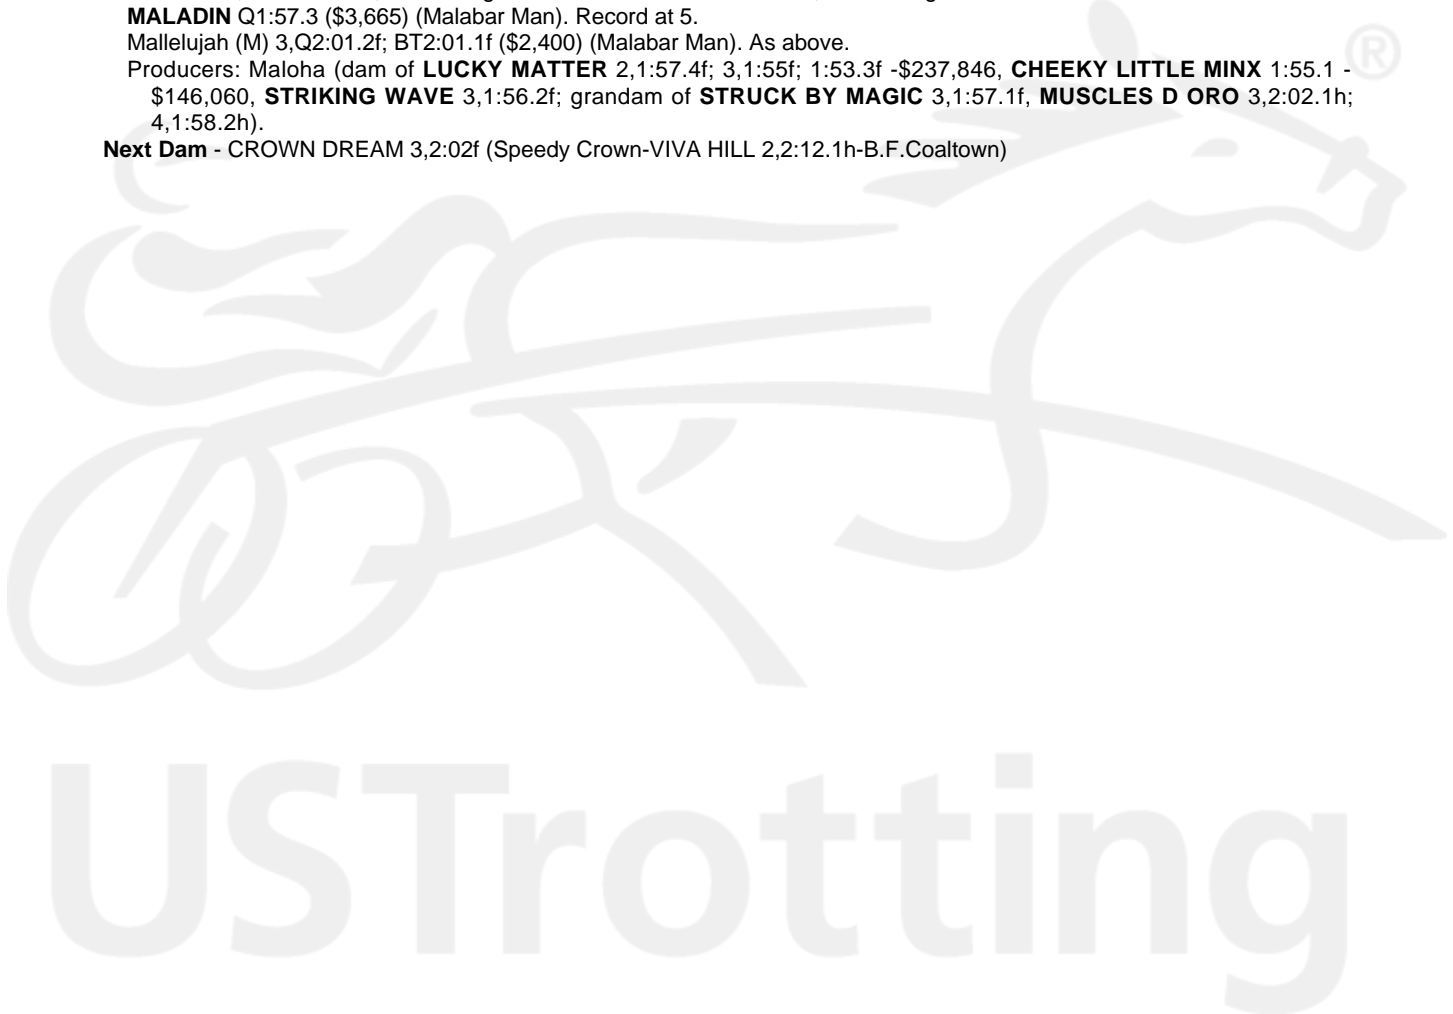 MALADIN Q1:57.3 ($3,665) (Malabar Man). Record at 5.
Mallelujah (M) 3,Q2:01.2f; BT2:01.1f ($2,400) (Malabar Man). As above.
Producers: Maloha (dam of LUCKY MATTER 2,1:57.4f; 3,1:55f; 1:53.3f -$237,846, CHEEKY LITTLE MINX 1:55.1 -
$146,060, STRIKING WAVE 3,1:56.2f; grandam of STRUCK BY MAGIC 3,1:57.1f, MUSCLES D ORO 3,2:02.1h;
4,1:58.2h).
Next Dam - CROWN DREAM 3,2:02f (Speedy Crown-VIVA HILL 2,2:12.1h-B.F.Coaltown)
®
USTrotting